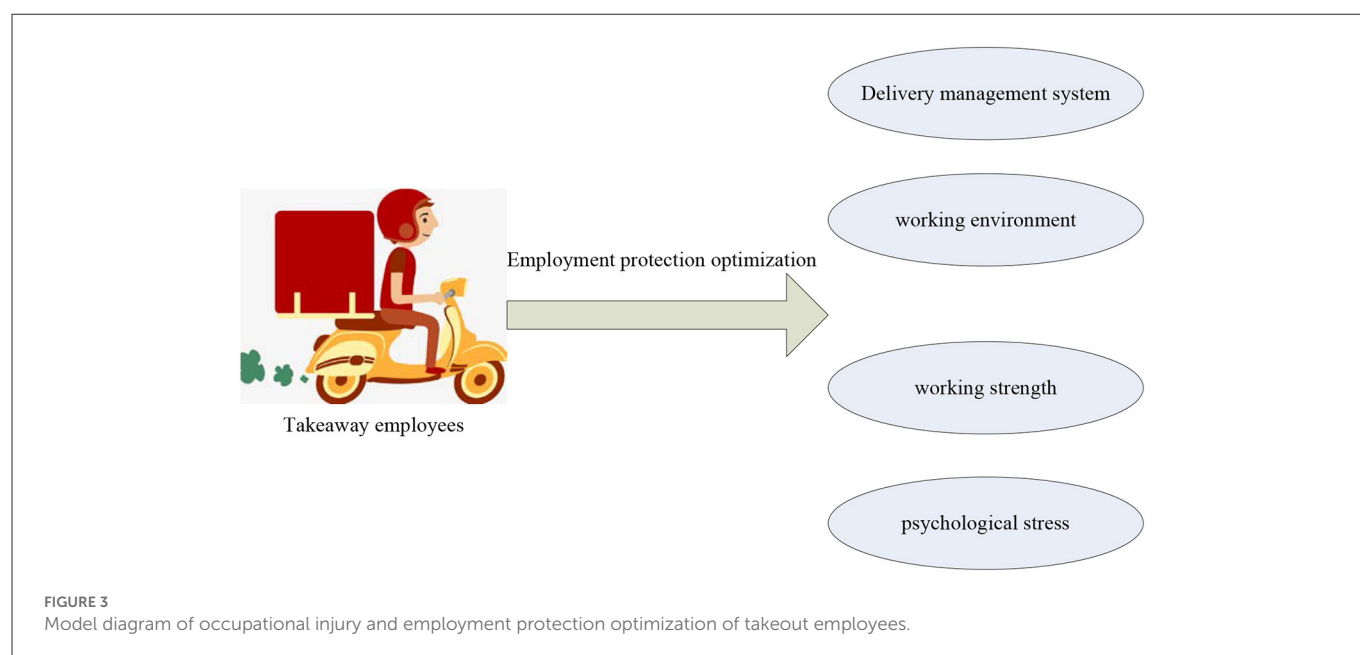 Delivery management system
working environment
Employment protection optimization
Takeaway employees
working strength
psychological stress
FIGURE 3
Model diagram of occupational injury and employment protection optimization of takeout employees.